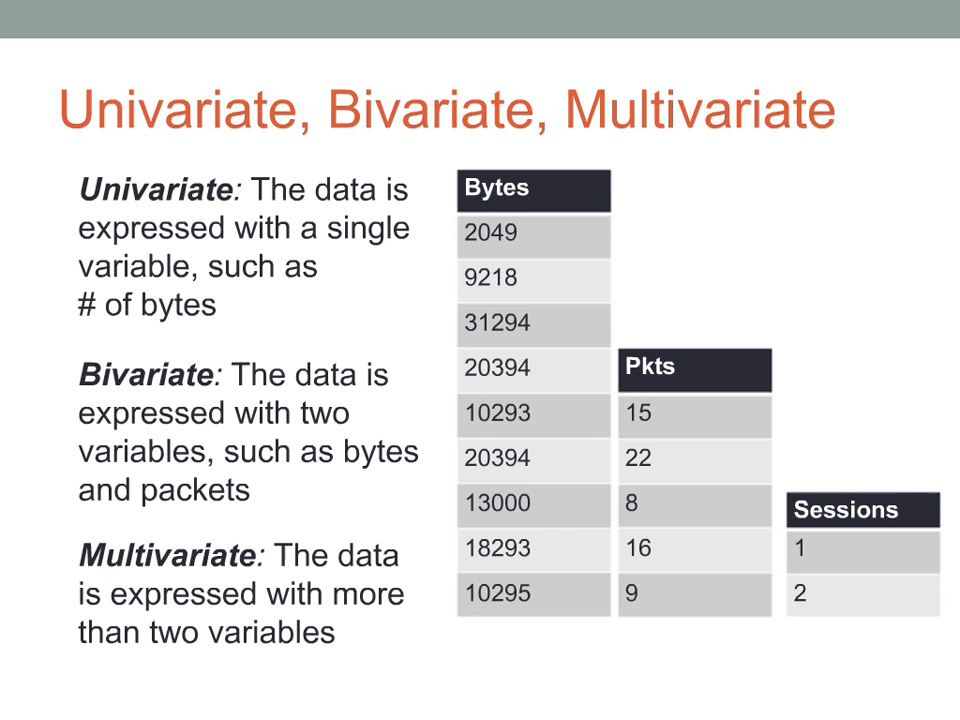 Univariate, Bivariate, Multivariate
Univariate: The data is
expressed with a single
variable, such as
# of bytes
Bivariate: The data is
expressed with two
variables, such as bytes
and packets
Multivariate: The data
is expressed with more
than two variables
Bytes
2049
9218
31294
20394
10293
20394
13000
18293
10295
Pkts
15
22
8
16
9
Sessions
1
2